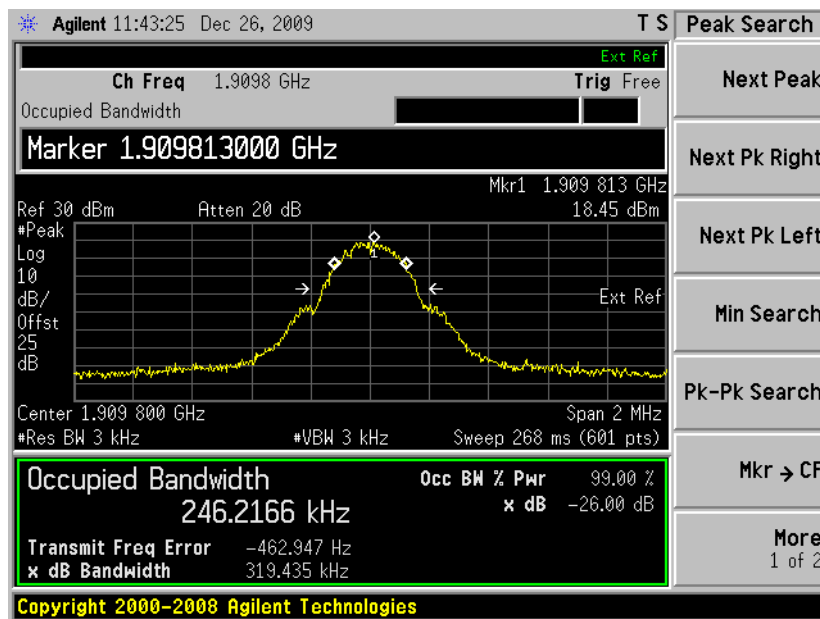 Agilent 11:43:25 Dec 26, 2009 T S
Peak Search
Ext Ref
Ch Freq 1.9098 GHz Trig Free
Occupied Bandwidth
Marker 1.909813000 GHz
Mkr1 1.909 813 GHz
Ref 30 dBm Atten 20 dB 18.45 dBm
#Peak
Log
10
dB/
Offst
25
dB
1
Ext Ref
Center 1.909 800 GHz Span 2 MHz
#Res BW 3 kHz #VBW 3 kHz Sweep 268 ms (601 pts)
Occupied Bandwidth Occ BW % Pwr 99.00 %
246.2166 kHz x dB -26.00 dB
Transmit Freq Error -462.947 Hz
x dB Bandwidth 319.435 kHz
Copyright 2000-2008 Agilent Technologies
Next Peak
Next Pk Right
Next Pk Left
Min Search
Pk-Pk Search
Mkr → CF
More
1 of 2